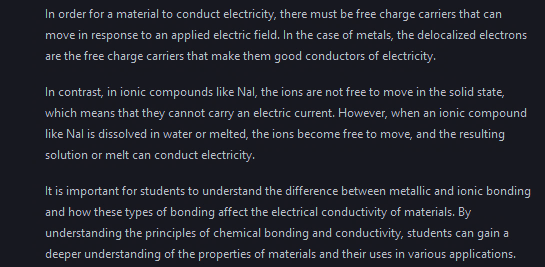 In order for a material to conduct electricity, there must be free charge carriers that can
move in response to an applied electric field. In the case of metals, the delocalized electrons
are the free charge carriers that make them good conductors of electricity.
In contrast, in ionic compounds like NaI, the ions are not free to move in the solid state,
which means that they cannot carry an electric current. However, when an ionic compound
like NaI is dissolved in water or melted, the ions become free to move, and the resulting
solution or melt can conduct electricity.
It is important for students to understand the difference between metallic and ionic bonding
and how these types of bonding affect the electrical conductivity of materials. By
understanding the principles of chemical bonding and conductivity, students can gain a
deeper understanding of the properties of materials and their uses in various applications.